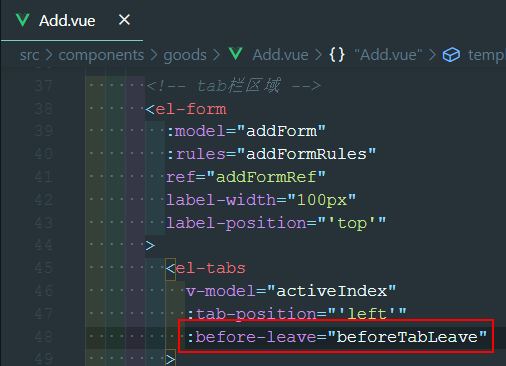 Add.vue ×
src > components > goods > Add.vue > {} "Add.vue" > temp
37 <!-- tab栏区域 -->
38 <el-form
39 :model="addForm"
40 :rules="addFormRules"
41 ref="addFormRef"
42 label-width="100px"
43 label-position="'top'"
44 >
45 <el-tabs
46 v-model="activeIndex"
47 :tab-position="'left'"
48 :before-leave="beforeTabLeave"
49 >